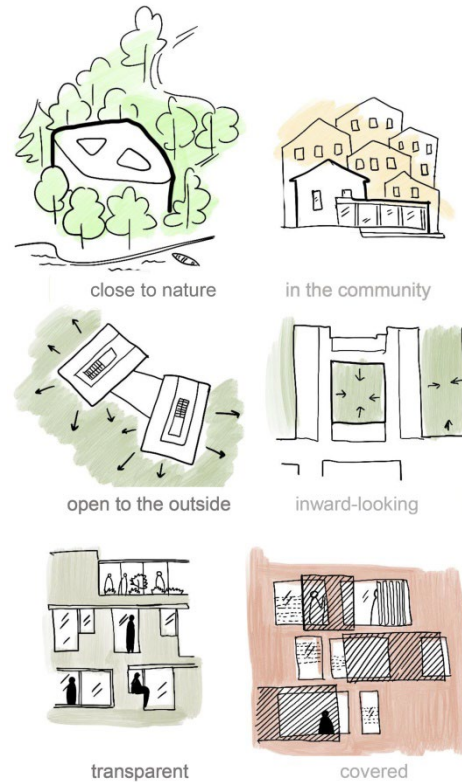 close to nature
in the community
open to the outside
inward-looking
transparent
covered